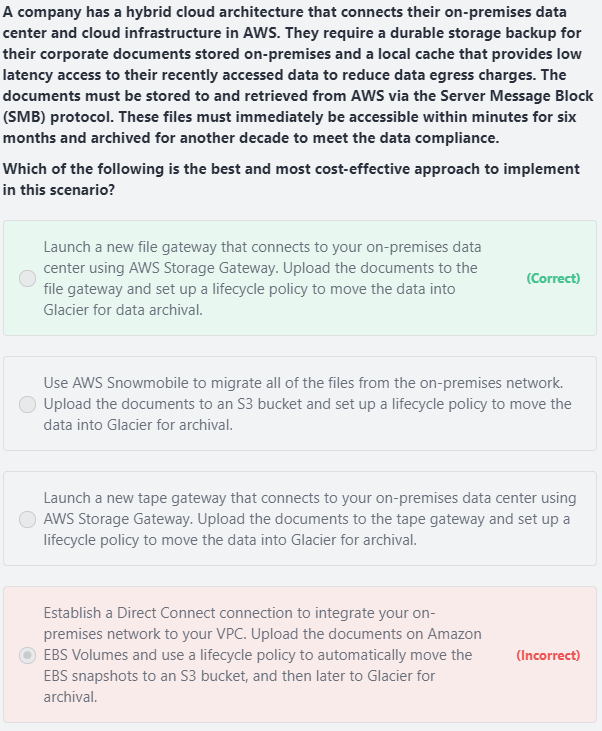 A company has a hybrid cloud architecture that connects their on-premises data
center and cloud infrastructure in AWS. They require a durable storage backup for
their corporate documents stored on-premises and a local cache that provides low
latency access to their recently accessed data to reduce data egress charges. The
documents must be stored to and retrieved from AWS via the Server Message Block
(SMB) protocol. These files must immediately be accessible within minutes for six
months and archived for another decade to meet the data compliance.
Which of the following is the best and most cost-effective approach to implement
in this scenario?
Launch a new file gateway that connects to your on-premises data
center using AWS Storage Gateway. Upload the documents to the
file gateway and set up a lifecycle policy to move the data into
Glacier for data archival.
(Correct)
Use AWS Snowmobile to migrate all of the files from the on-premises network.
Upload the documents to an S3 bucket and set up a lifecycle policy to move the
data into Glacier for archival.
Launch a new tape gateway that connects to your on-premises data center using
AWS Storage Gateway. Upload the documents to the tape gateway and set up a
lifecycle policy to move the data into Glacier for archival.
Establish a Direct Connect connection to integrate your on-
premises network to your VPC. Upload the documents on Amazon
EBS Volumes and use a lifecycle policy to automatically move the
EBS snapshots to an S3 bucket, and then later to Glacier for
archival.
(Incorrect)